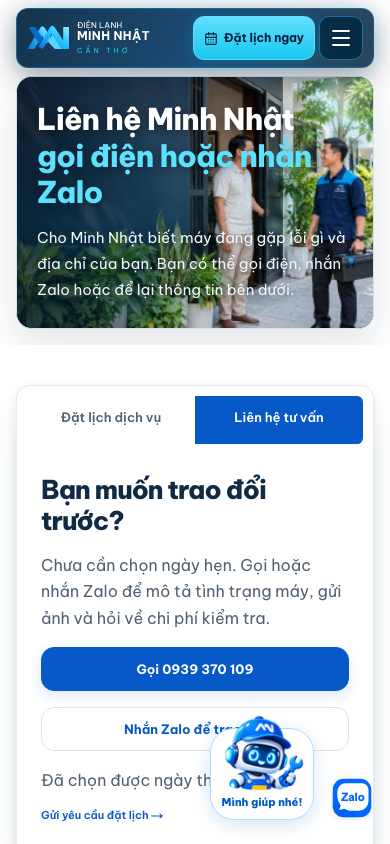 ĐIỆN LẠNH
MINH NHẬT
CẦN THƠ
Đặt lịch ngay
Liên hệ Minh Nhật
gọi điện hoặc nhắn
Zalo
Cho Minh Nhật biết máy đang gặp lỗi gì và
địa chỉ của bạn. Bạn có thể gọi điện, nhắn
Zalo hoặc để lại thông tin bên dưới.
Đặt lịch dịch vụ
Liên hệ tư vấn
Bạn muốn trao đổi
trước?
Chưa cần chọn ngày hẹn. Gọi hoặc
nhắn Zalo để mô tả tình trạng máy, gửi
ảnh và hỏi về chi phí kiểm tra.
Gọi 0939 370 109
Nhắn Zalo để
Đã chọn được ngày
Mình giúp nhé!
Zalo
Gửi yêu cầu đặt lịch →